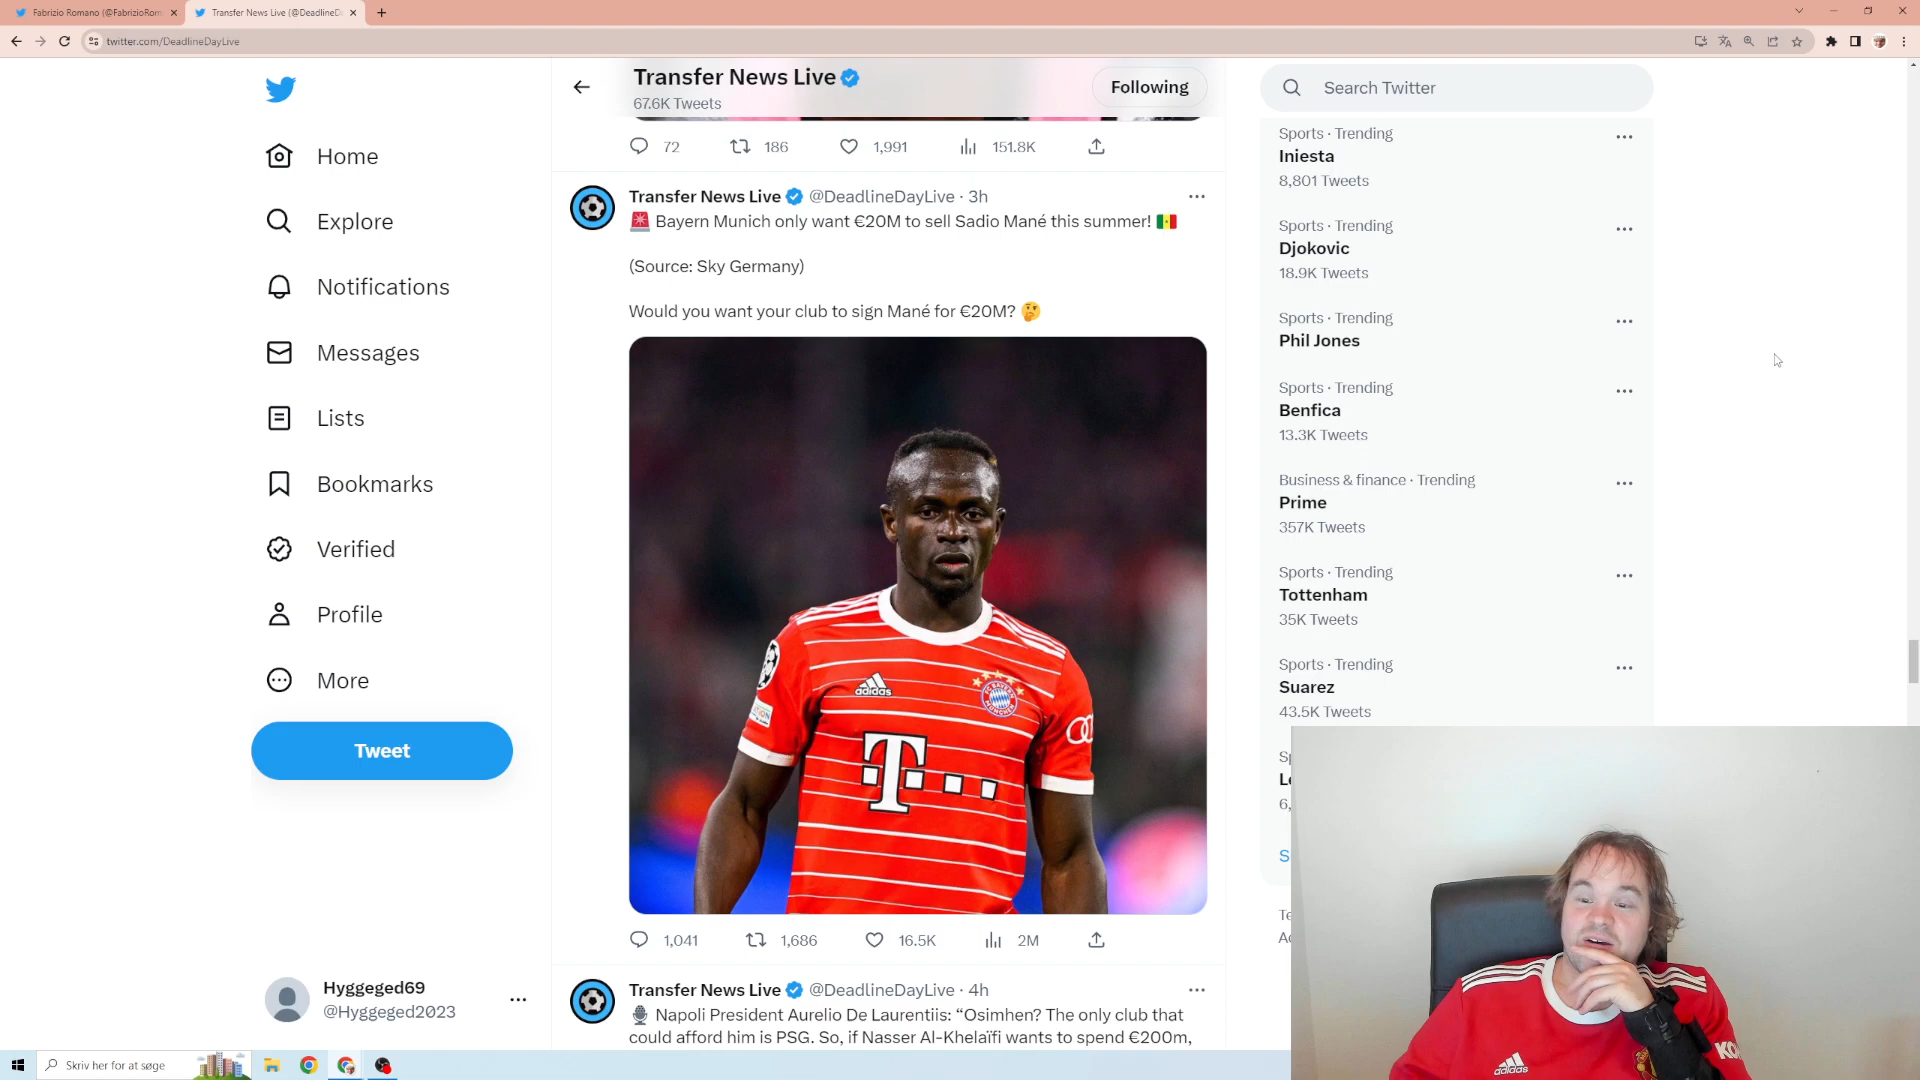 Fabrizio Romano (@FabrizioRom
Transfer News Live (@DeadlineDa
twitter.com/DeadlineDayLive
Transfer News Live
67.6K Tweets
Following
Search Twitter
Home
Explore
Notifications
Messages
Lists
Bookmarks
Verified
Profile
More
Tweet
Hyggeged69
@Hyggeged2023
72
186
1,991
151.8K
Transfer News Live @DeadlineDayLive · 3h
Bayern Munich only want €20M to sell Sadio Mané this summer!
(Source: Sky Germany)
Would you want your club to sign Mané for €20M?
adidas
FC BAYERN
MÜNCHEN
T
1,041
1,686
16.5K
2M
Transfer News Live @DeadlineDayLive · 4h
Napoli President Aurelio De Laurentiis: “Osimhen? The only club that
could afford him is PSG. So, if Nasser Al-Khelaïfi wants to spend €200m,
Sports · Trending
Iniesta
8,801 Tweets
Sports · Trending
Djokovic
18.9K Tweets
Sports · Trending
Phil Jones
Sports · Trending
Benfica
13.3K Tweets
Business & finance · Trending
Prime
357K Tweets
Sports · Trending
Tottenham
35K Tweets
Sports · Trending
Suarez
43.5K Tweets
adidas
Skriv her for at søge